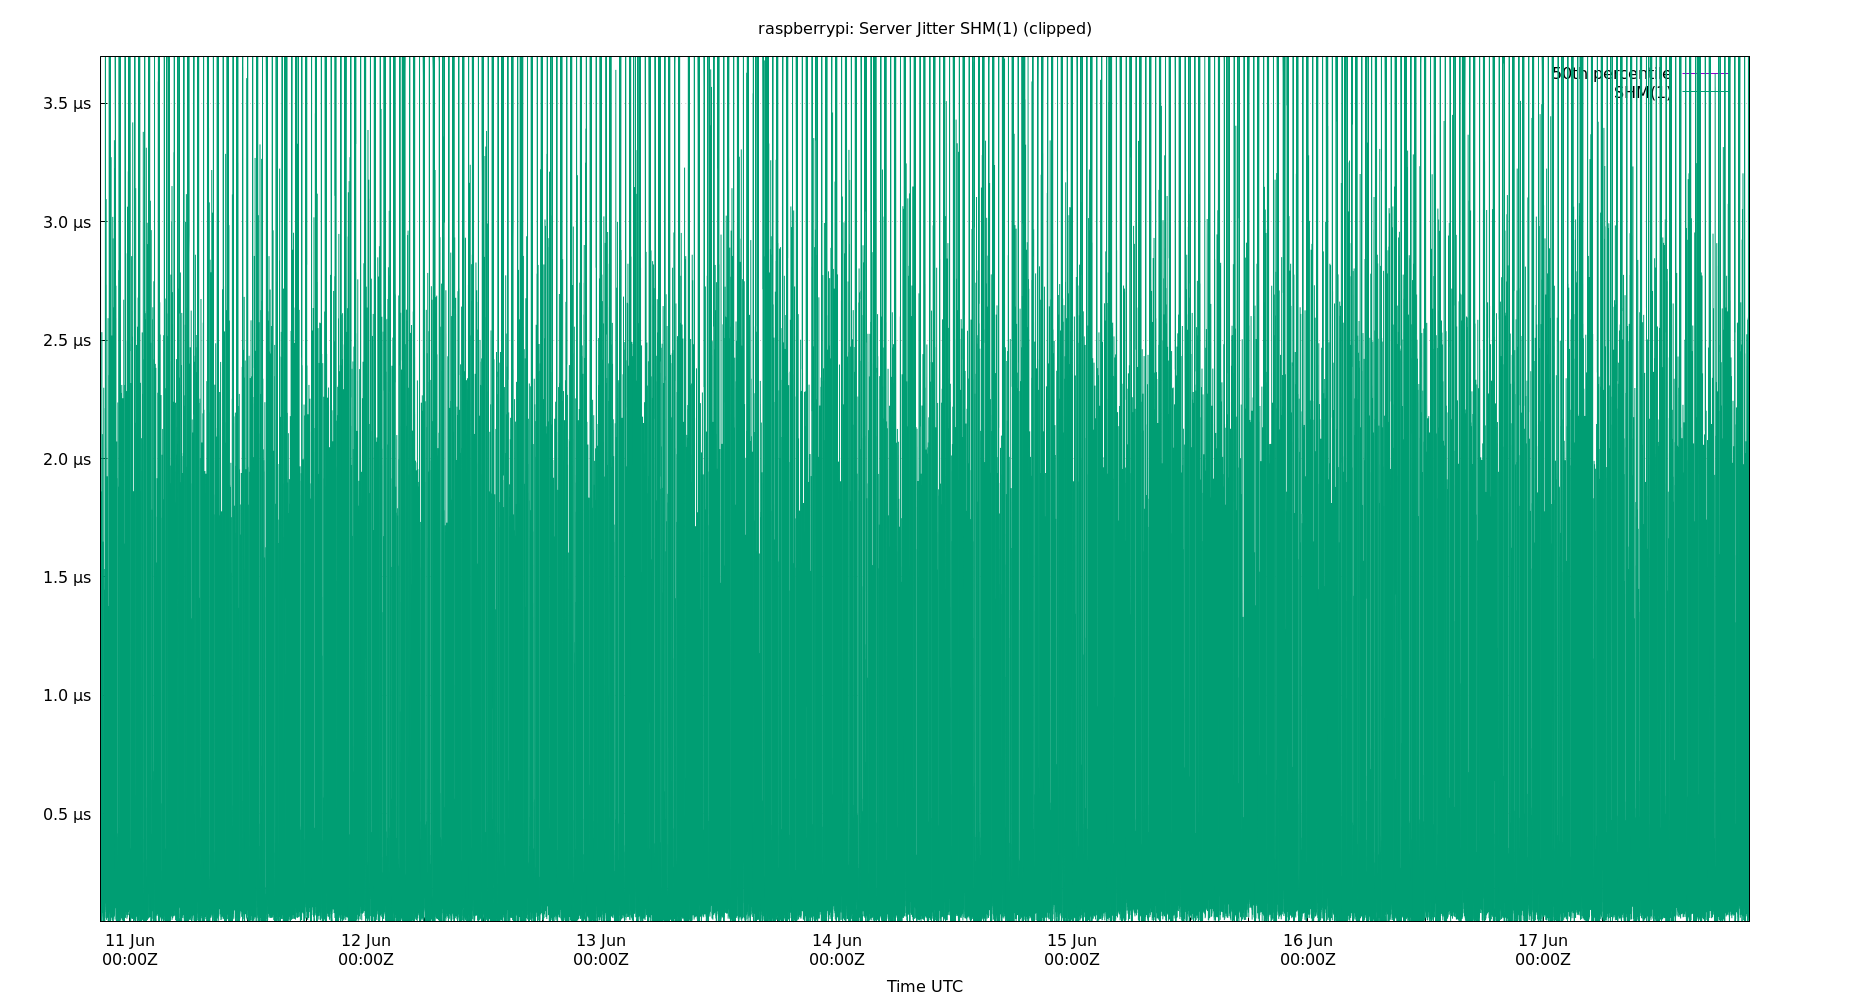 raspberrypi: Server Jitter SHM(1) (clipped)
50th percentile
SHM(1)
3.5 µs
3.0 µs
2.5 µs
2.0 µs
1.5 µs
1.0 µs
0.5 µs
11 Jun 12 Jun 13 Jun 14 Jun 15 Jun 16 Jun 17 Jun
00:00Z 00:00Z 00:00Z 00:00Z 00:00Z 00:00Z 00:00Z
Time UTC